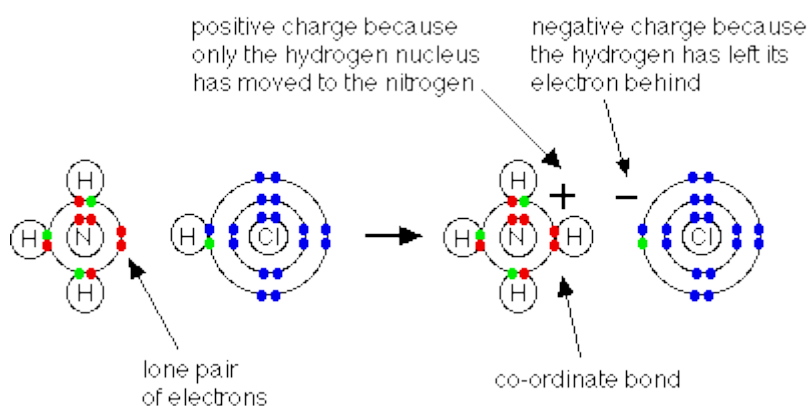 positive charge because
only the hydrogen nucleus
has moved to the nitrogen
negative charge because
the hydrogen has left its
electron behind
H
H
N
H
H
Cl
+
H
N
H
H
H
−
Cl
lone pair
of electrons
co-ordinate bond